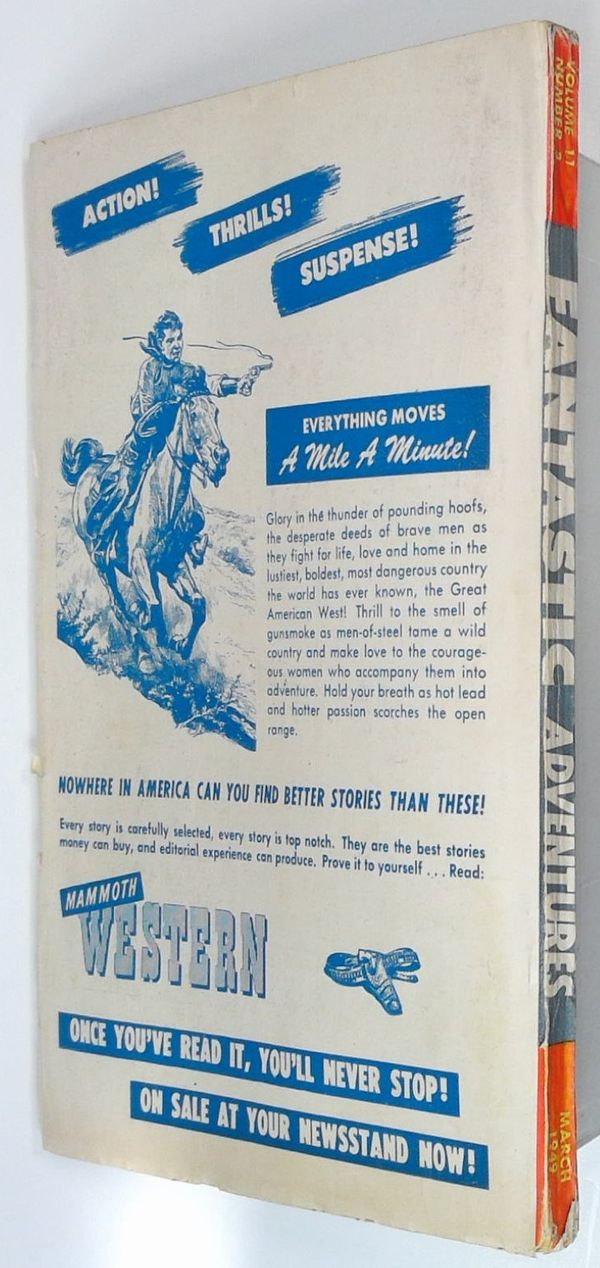 ACTION!
THRILLS!
SUSPENSE!
EVERYTHING MOVES
A Mile A Minute!
Glory in the thunder of pounding hoofs,
the desperate deeds of brave men as
they fight for life, love and home in the
lustiest, boldest, most dangerous country
the world has ever known, the Great
American West! Thrill to the smell of
gunsmoke as men-of-steel tame a wild
country and make love to the courage-
ous women who accompany them into
adventure. Hold your breath as hot lead
and hotter passion scorches the open
range.
NOWHERE IN AMERICA CAN YOU FIND BETTER STORIES THAN THESE!
Every story is carefully selected, every story is top notch. They are the best stories
money can buy, and editorial experience can produce. Prove it to yourself . . . Read:
MAMMOTH
WESTERN
ONCE YOU'VE READ IT, YOU'LL NEVER STOP!
ON SALE AT YOUR NEWSSTAND NOW!
VOLUME 11
NUMBER 3
FANTASTIC ADVENTURES
MARCH
1949